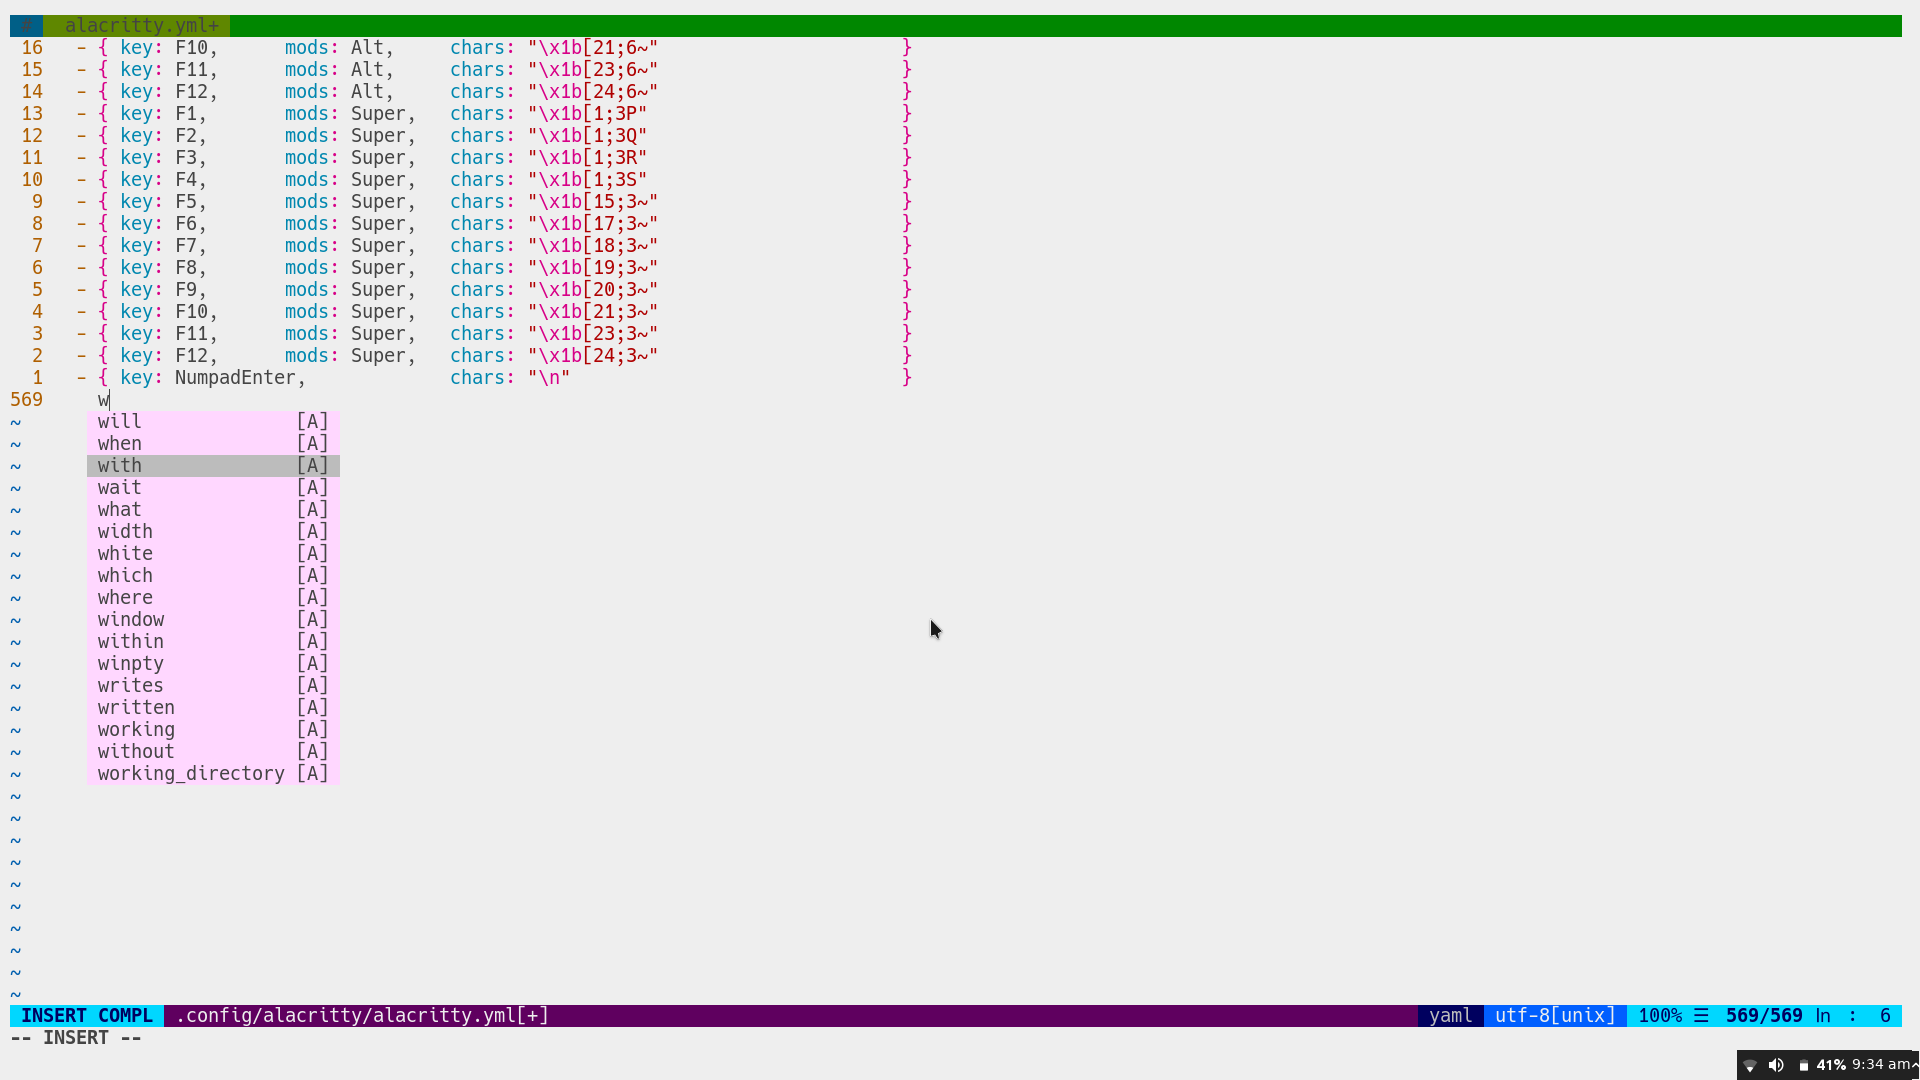 # alacritty.yml+
16   - { key: F10,      mods: Alt,     chars: "\x1b[21;6~"                      }
15   - { key: F11,      mods: Alt,     chars: "\x1b[23;6~"                      }
14   - { key: F12,      mods: Alt,     chars: "\x1b[24;6~"                      }
13   - { key: F1,       mods: Super,   chars: "\x1b[1;3P"                       }
12   - { key: F2,       mods: Super,   chars: "\x1b[1;3Q"                       }
11   - { key: F3,       mods: Super,   chars: "\x1b[1;3R"                       }
10   - { key: F4,       mods: Super,   chars: "\x1b[1;3S"                       }
9   - { key: F5,       mods: Super,   chars: "\x1b[15;3~"                      }
8   - { key: F6,       mods: Super,   chars: "\x1b[17;3~"                      }
7   - { key: F7,       mods: Super,   chars: "\x1b[18;3~"                      }
6   - { key: F8,       mods: Super,   chars: "\x1b[19;3~"                      }
5   - { key: F9,       mods: Super,   chars: "\x1b[20;3~"                      }
4   - { key: F10,      mods: Super,   chars: "\x1b[21;3~"                      }
3   - { key: F11,      mods: Super,   chars: "\x1b[23;3~"                      }
2   - { key: F12,      mods: Super,   chars: "\x1b[24;3~"                      }
1   - { key: NumpadEnter,             chars: "\n"                              }
569     w
~ will [A]
~ when [A]
~ with [A]
~ wait [A]
~ what [A]
~ width [A]
~ white [A]
~ which [A]
~ where [A]
~ window [A]
~ within [A]
~ winpty [A]
~ writes [A]
~ written [A]
~ working [A]
~ without [A]
~ working_directory [A]
~
~
~
~
~
~
~
~
~
~
INSERT COMPL .config/alacritty/alacritty.yml[+] yaml utf-8[unix] 100% ☰ 569/569 ln : 6
-- INSERT --
41% 9:34 am